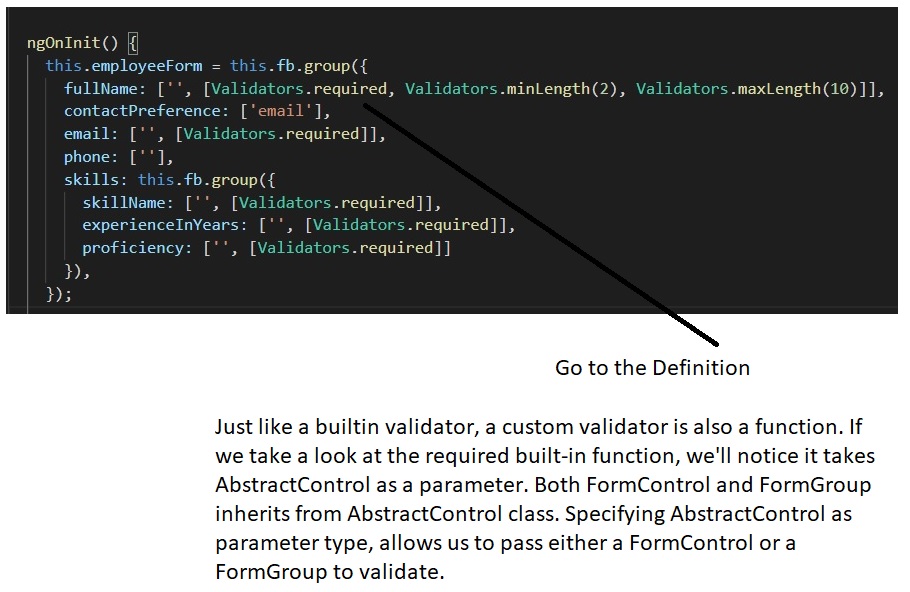 ngOnInit() {
this.employeeForm = this.fb.group({
fullName: ['', [Validators.required, Validators.minLength(2), Validators.maxLength(10)]],
contactPreference: ['email'],
email: ['', [Validators.required]],
phone: [''],
skills: this.fb.group({
skillName: ['', [Validators.required]],
experienceInYears: ['', [Validators.required]],
proficiency: ['', [Validators.required]]
}),
});
Go to the Definition
Just like a builtin validator, a custom validator is also a function. If
we take a look at the required built-in function, we'll notice it takes
AbstractControl as a parameter. Both FormControl and FormGroup
inherits from AbstractControl class. Specifying AbstractControl as
parameter type, allows us to pass either a FormControl or a
FormGroup to validate.